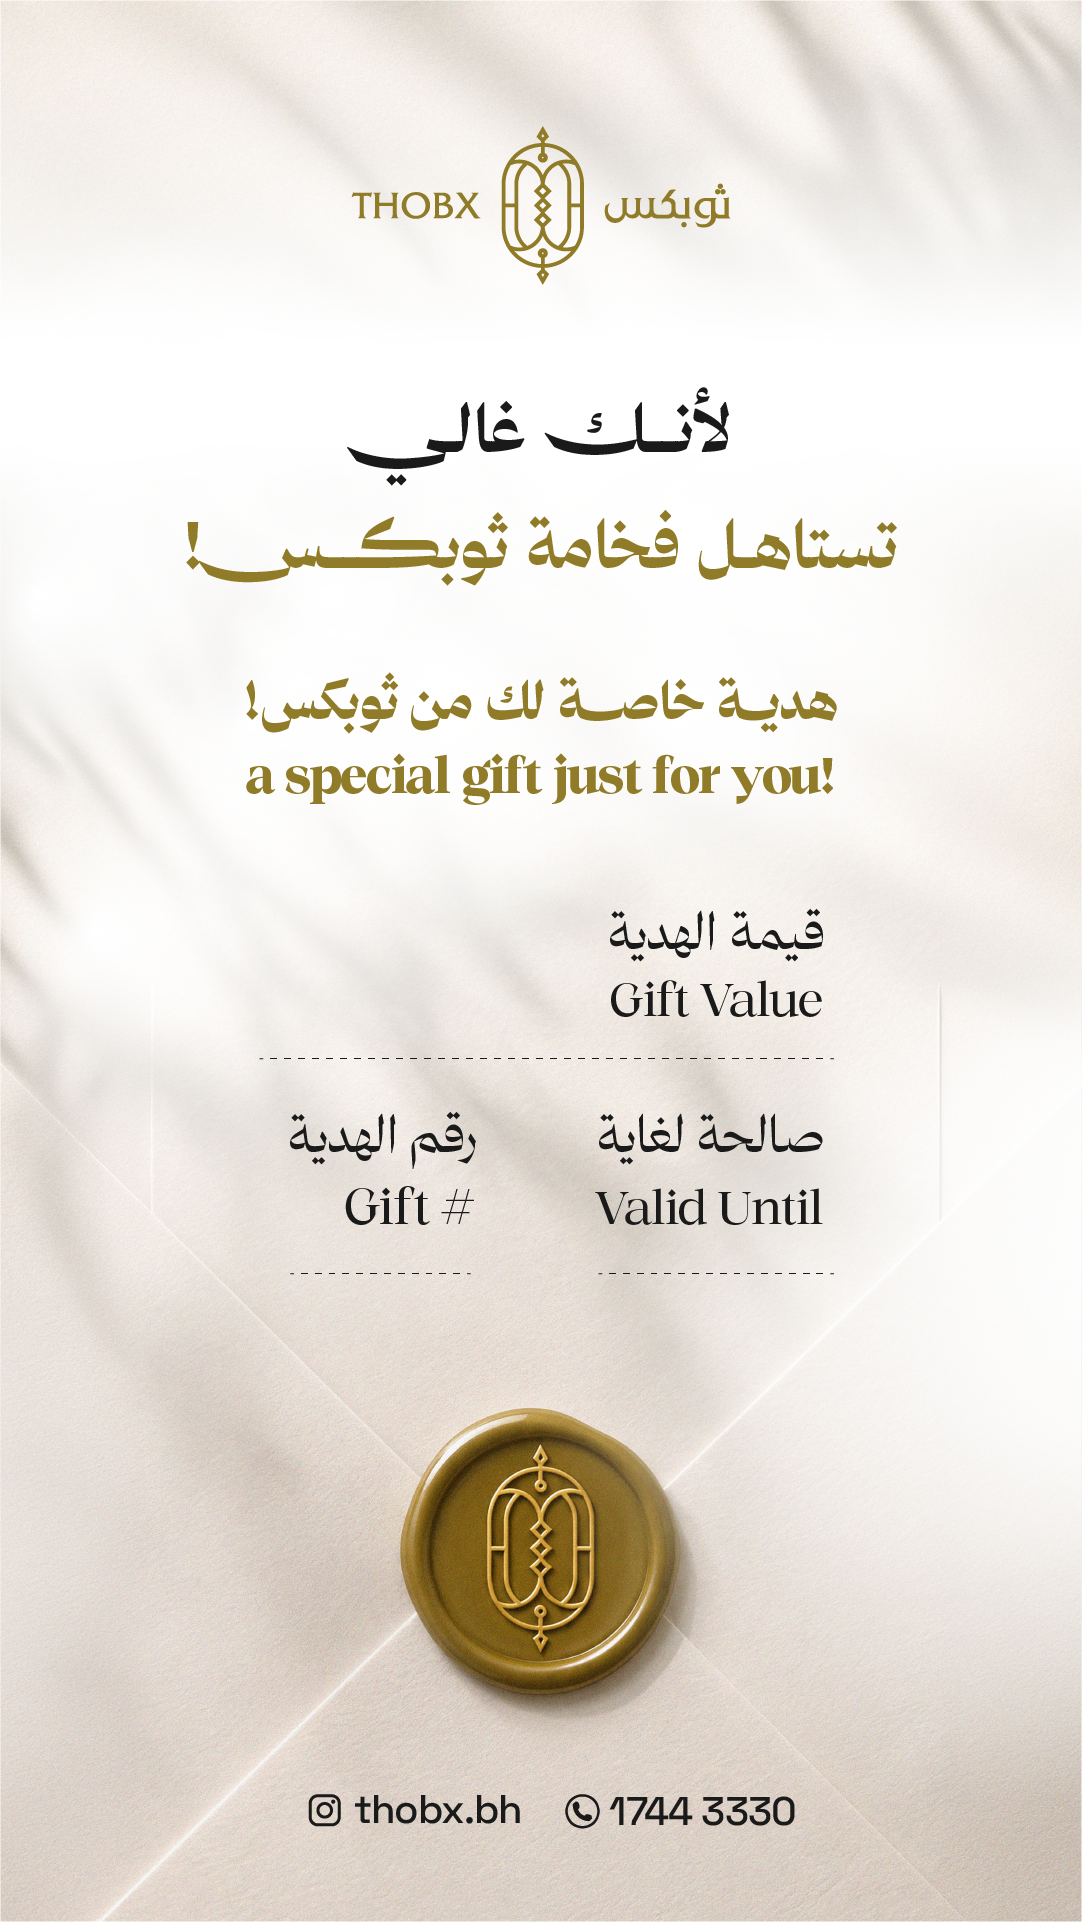 THOBX ثوبكس
لأنك غالي
تستاهل فخامة ثوبكس!
هدية خاصة لك من ثوبكس!
a special gift just for you!
قيمة الهدية
Gift Value
صالحة لغاية
Valid Until
رقم الهدية
Gift #
thobx.bh 1744 3330